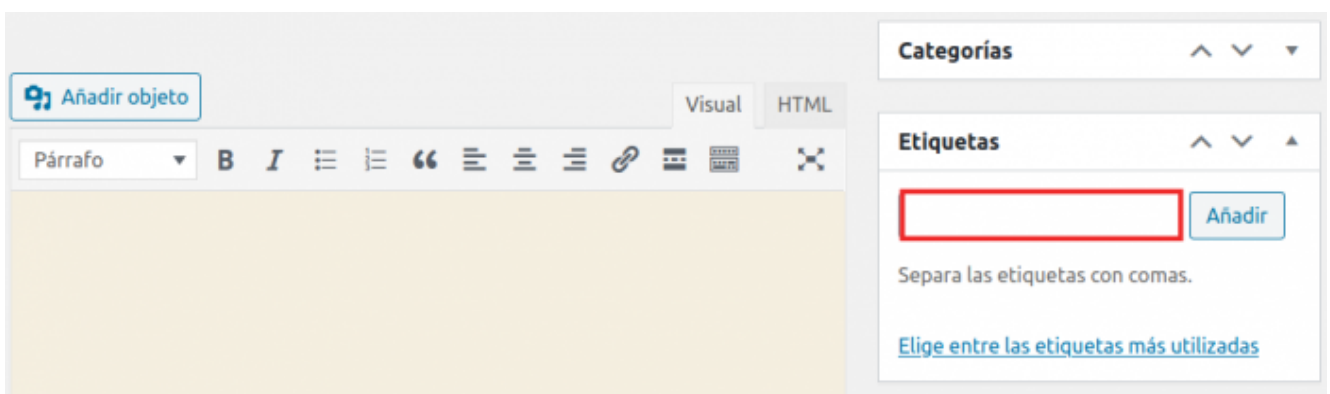 Añadir objeto
Visual
HTML
Párrafo
B
I
Categorías
Etiquetas
Añadir
Separa las etiquetas con comas.
Elige entre las etiquetas más utilizadas